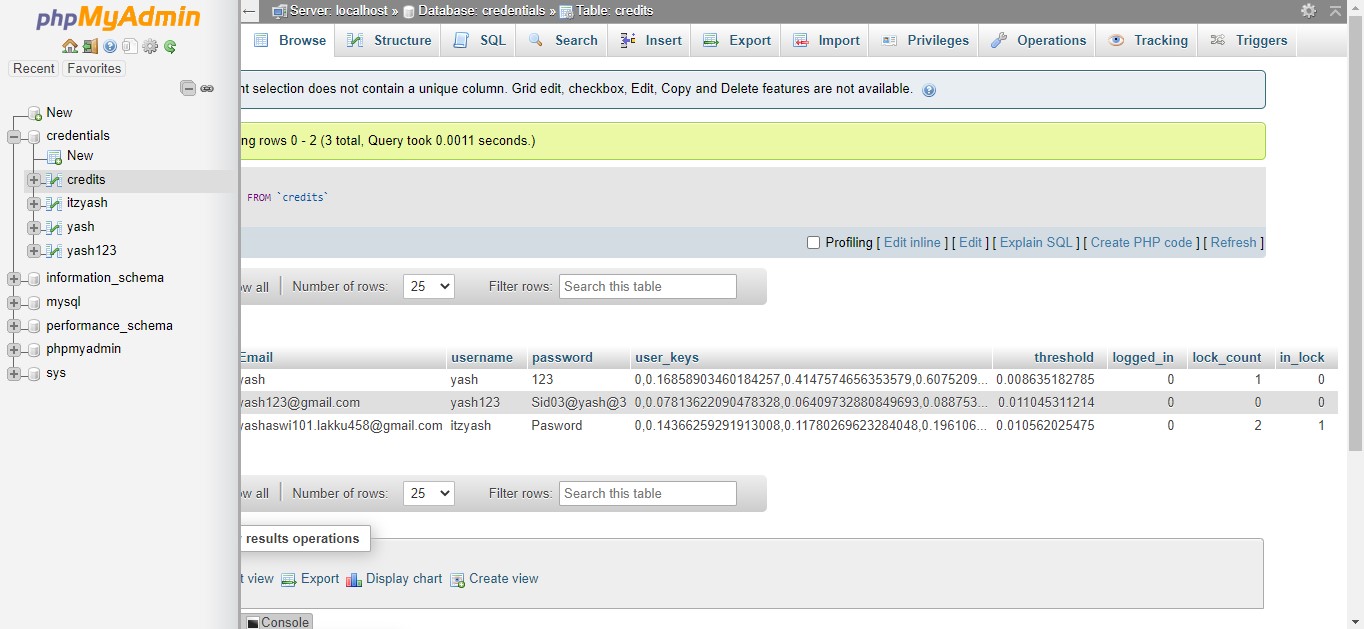 phpMyAdmin
Recent Favorites
New
credentials
New
credits
itzyash
yash
yash123
information_schema
mysql
performance_schema
phpmyadmin
sys
Server: localhost » Database: credentials » Table: credits
Browse Structure SQL Search Insert Export Import Privileges Operations Tracking Triggers
nt selection does not contain a unique column. Grid edit, checkbox, Edit, Copy and Delete features are not available.
ng rows 0 - 2 (3 total, Query took 0.0011 seconds.)
FROM `credits`
Profiling [ Edit inline ] [ Edit ] [ Explain SQL ] [ Create PHP code ] [ Refresh ]
ow all Number of rows: 25 Filter rows: Search this table
Email username password user_keys threshold logged_in lock_count in_lock
yash yash 123 0,0.16858903460184257,0.4147574656353579,0.6075209... 0.008635182785 0 1 0
yash123@gmail.com yash123 Sid03@yash@3 0,0.07813622090478328,0.06409732880849693,0.088753... 0.011045311214 0 0 0
yashaswi101.lakku458@gmail.com itzyash Pasword 0,0.14366259291913008,0.11780269623284048,0.196106... 0.010562025475 0 2 1
ow all Number of rows: 25 Filter rows: Search this table
results operations
t view Export Display chart Create view
Console